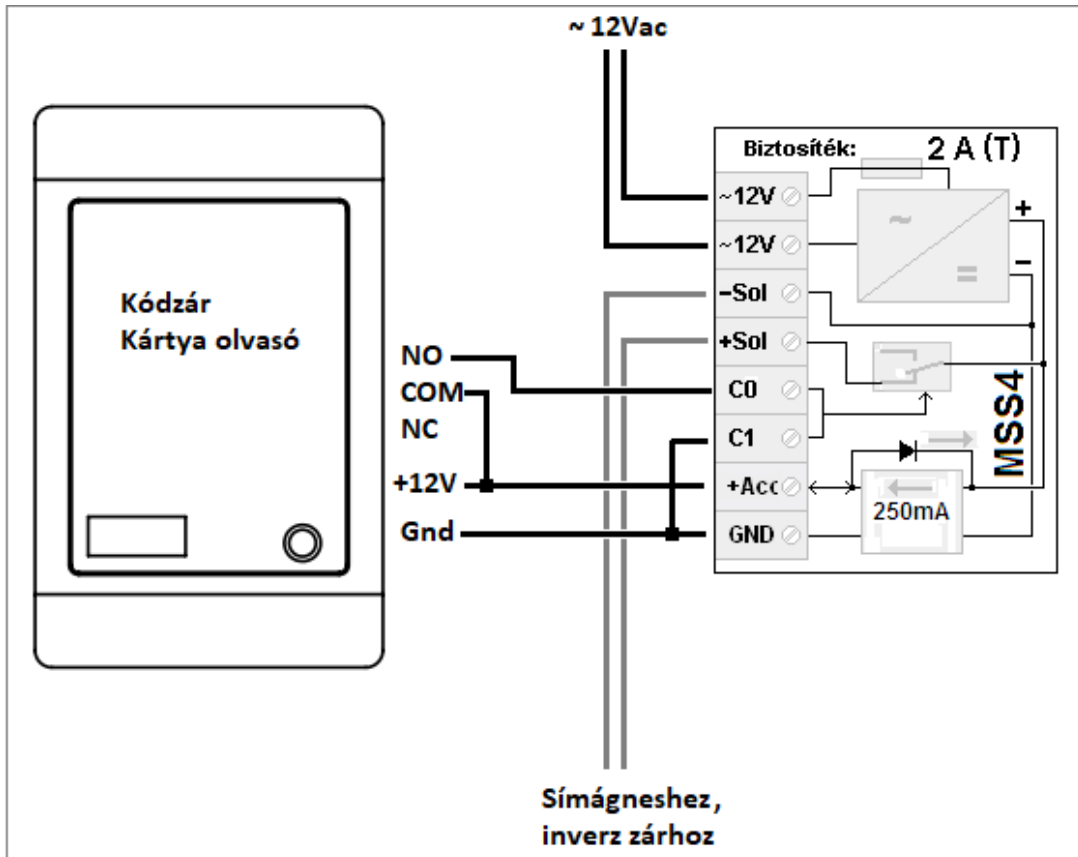 ~ 12Vac
Kódzár
Kártya olvasó
NO
COM
NC
+12V
Gnd
Biztosíték: 2 A (T)
~12V
~12V
-Sol
+Sol
C0
C1
+Acc
GND
~
=
+
−
250mA
MSS4
Símágneshez,
inverz zárhoz